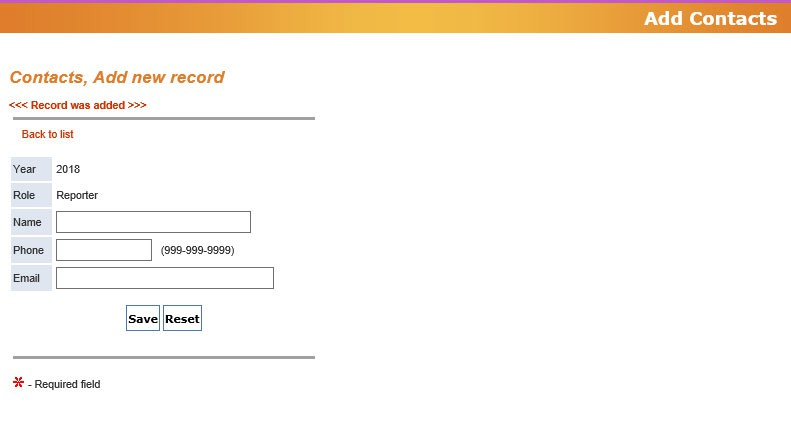 Add Contacts
Contacts, Add new record
<<< Record was added >>>
Back to list
Year 2018
Role Reporter
Name
Phone (999-999-9999)
Email
Save Reset
* - Required field